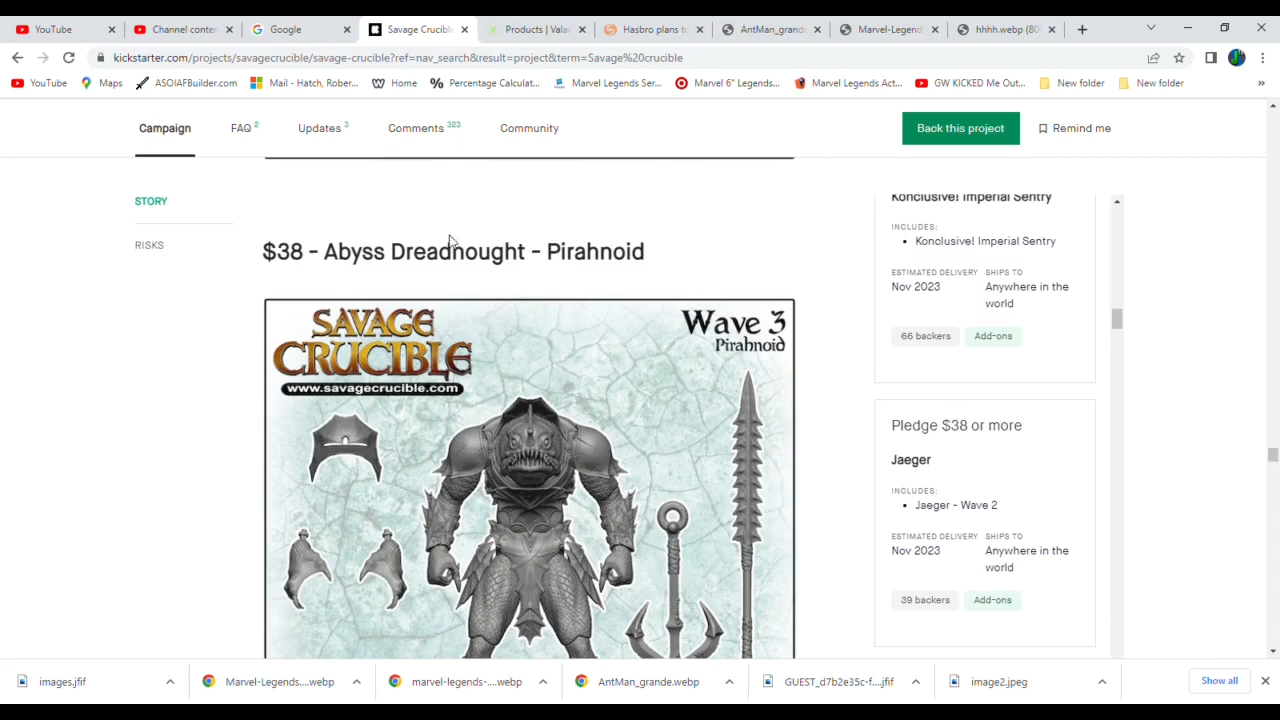 YouTube
Channel conter
Google
Savage Crucibl
Products | Vala
Hasbro plans to
AntMan_grande
Marvel-Legend
hhhh.webp (80
kickstarter.com/projects/savagecrucible/savage-crucible?ref=nav_search&result=project&term=Savage%20crucible
YouTube
Maps
ASOIAFBuilder.com
Mail - Hatch, Rober...
Home
Percentage Calculat...
Marvel Legends Ser...
Marvel 6" Legends...
Marvel Legends Act...
GW KICKED Me Out...
New folder
New folder
Campaign
FAQ 2
Updates 3
Comments 323
Community
Back this project
Remind me
STORY
RISKS
$38 - Abyss Dreadnought - Pirahnoid
SAVAGE
CRUCIBLE
www.savagecrucible.com
Wave 3
Pirahnoid
Konclusive! Imperial Sentry
INCLUDES:
Konclusive! Imperial Sentry
ESTIMATED DELIVERY
SHIPS TO
Nov 2023
Anywhere in the
world
66 backers
Add-ons
Pledge $38 or more
Jaeger
INCLUDES:
Jaeger - Wave 2
ESTIMATED DELIVERY
SHIPS TO
Nov 2023
Anywhere in the
world
39 backers
Add-ons
images.jfif
Marvel-Legends....webp
marvel-legends-....webp
AntMan_grande.webp
GUEST_d7b2e35c-f....jfif
image2.jpeg
Show all